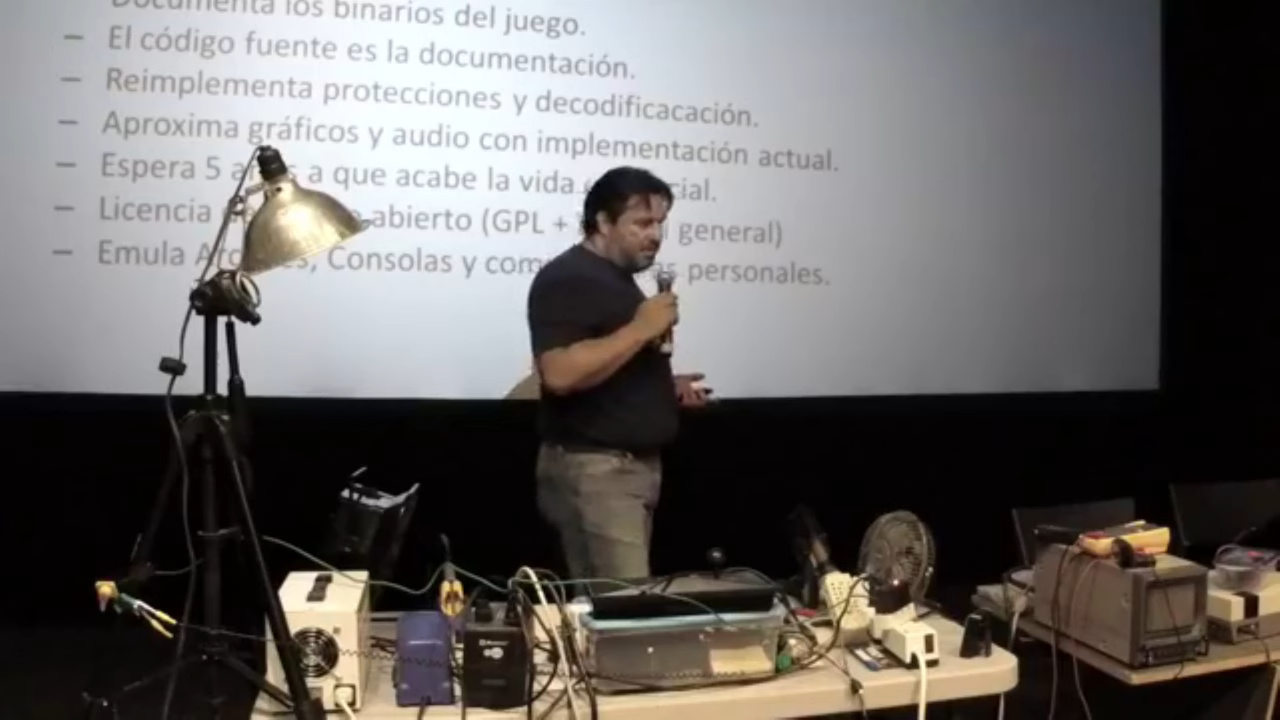 Documenta los binarios del juego.
– El código fuente es la documentación.
– Reimplementa protecciones y decodificacación.
– Aproxima gráficos y audio con implementación actual.
– Espera 5 a que acabe la vida
– Licencia abierto (GPL + general)
– Emula Consolas y personales.